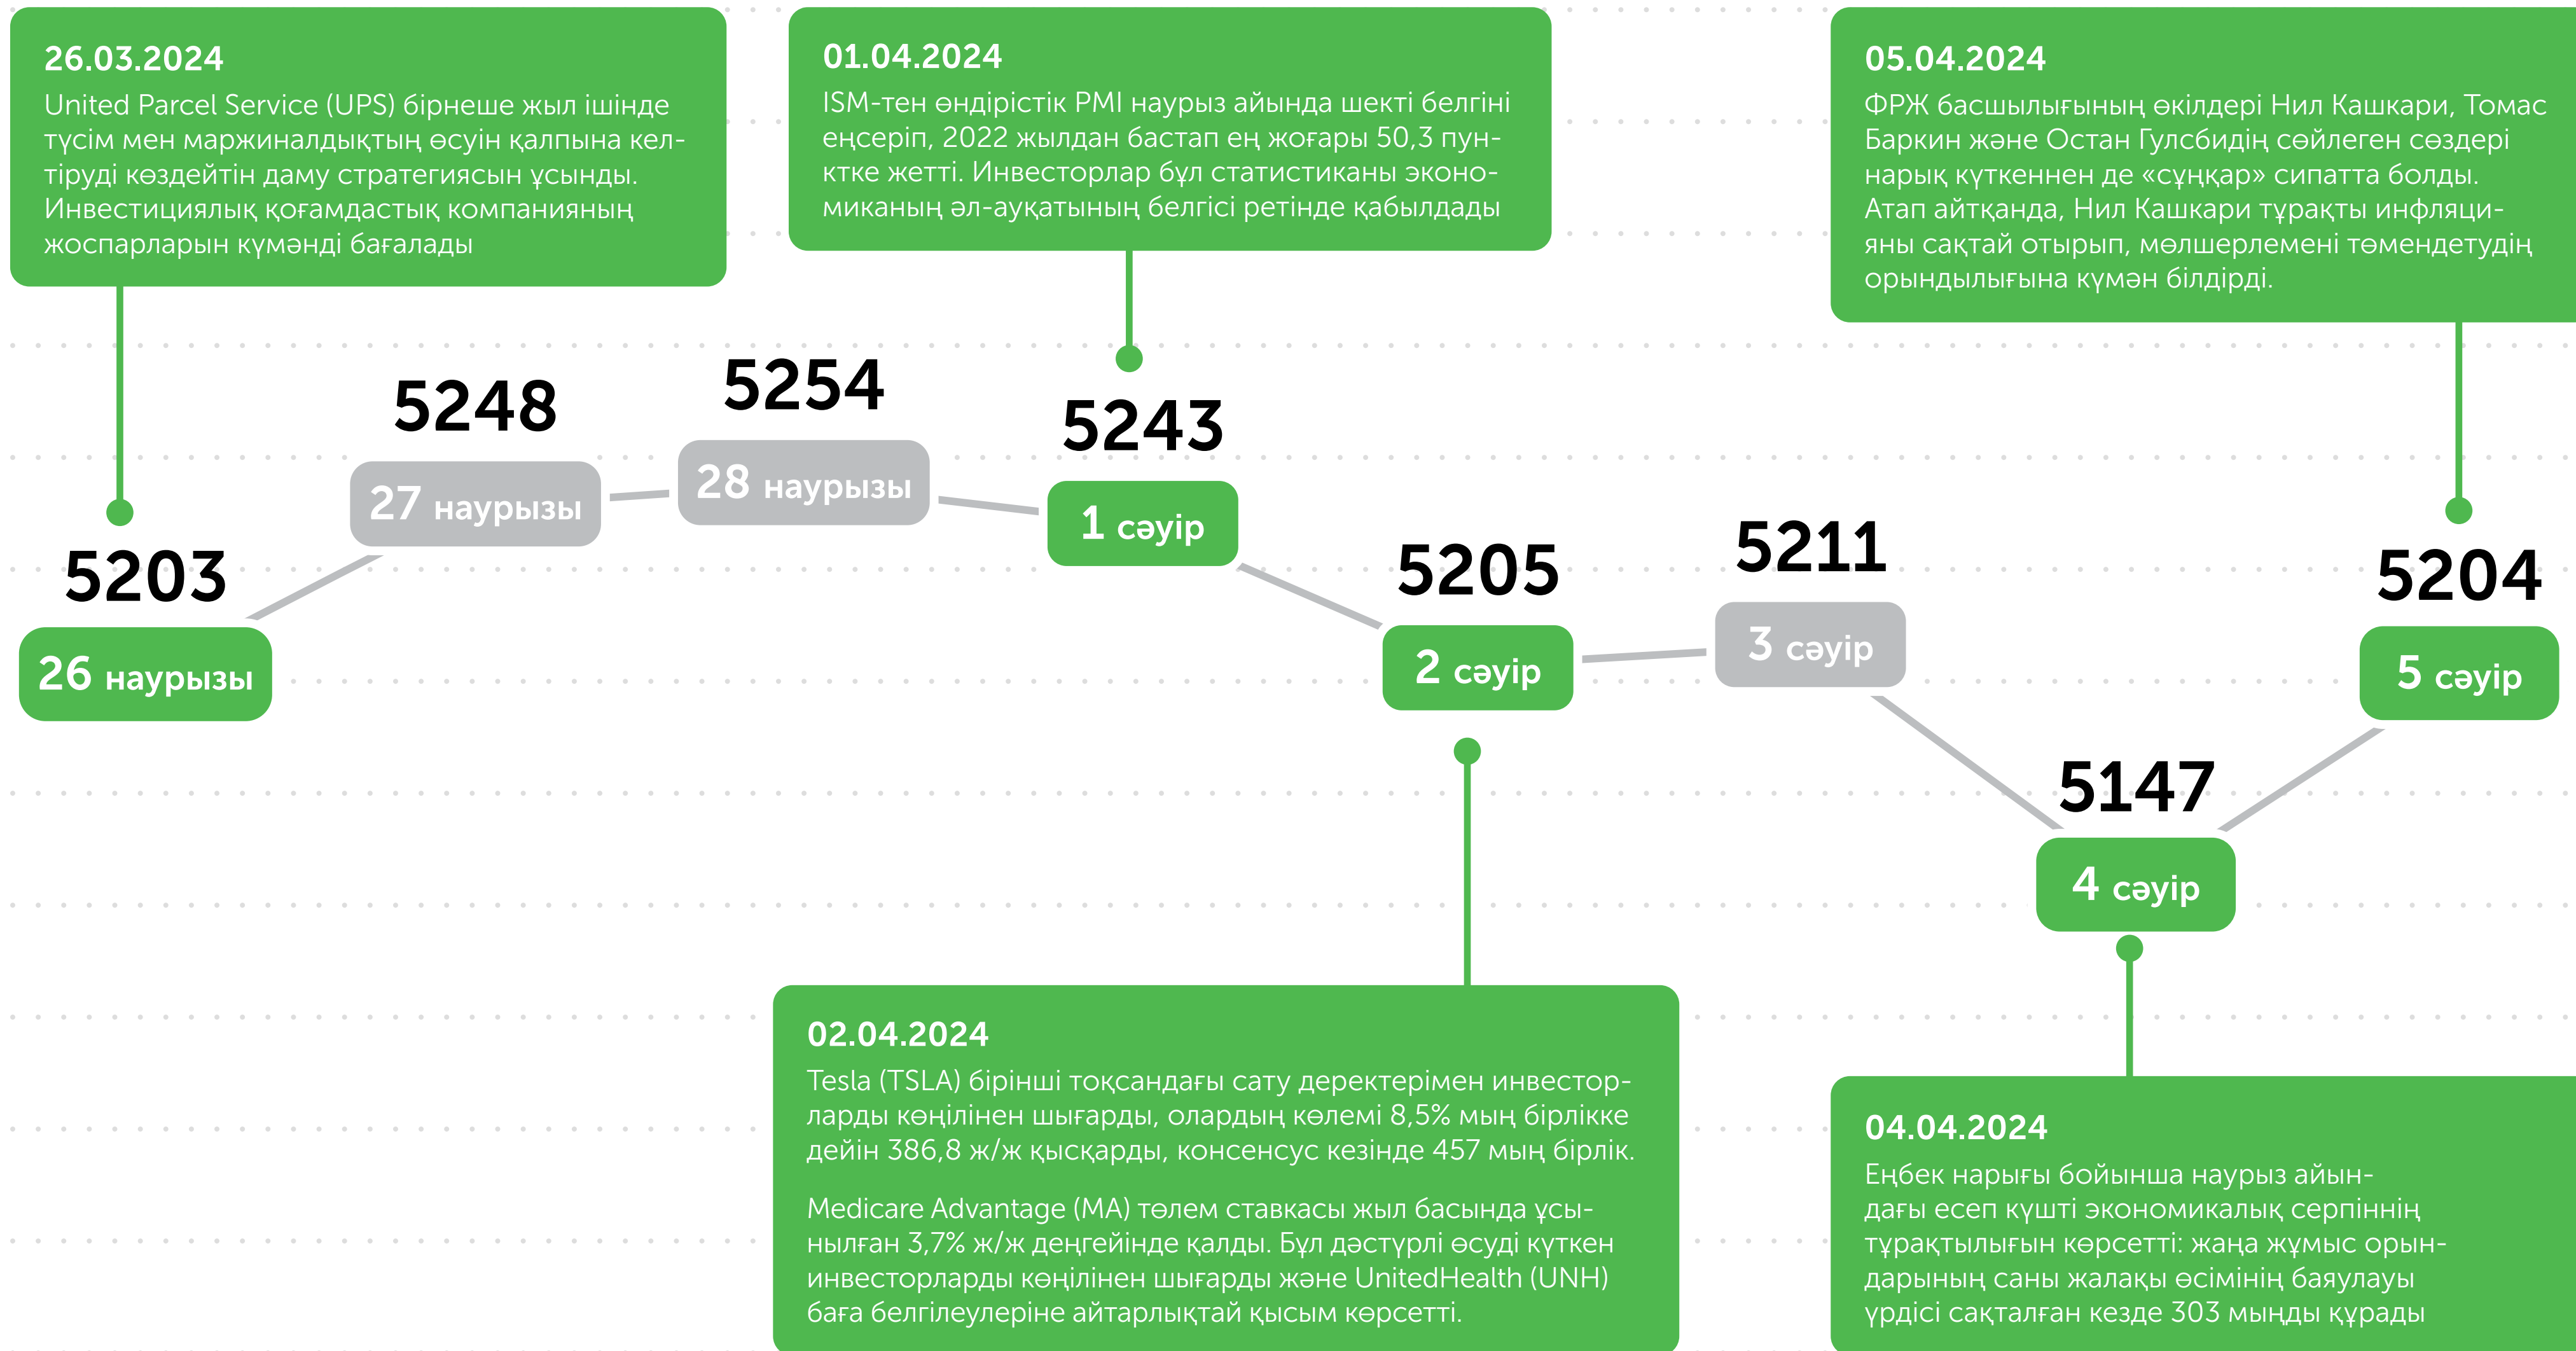 26.03.2024
United Parcel Service (UPS) бірнеше жыл ішінде
түсім мен маржиналдықтың өсуін қалпына кел-
тіруді көздейтін даму стратегиясын ұсынды.
Инвестициялық қоғамдастық компанияның
жоспарларын күмәнді бағалады
01.04.2024
ISM-тен өндірістік PMI наурыз айында шекті белгіні
еңсеріп, 2022 жылдан бастап ең жоғары 50,3 пун-
ктке жетті. Инвесторлар бұл статистиканы эконо-
миканың әл-ауқатының белгісі ретінде қабылдады
05.04.2024
ФРЖ басшылығының өкілдері Нил Кашкари, Томас
Баркин және Остан Гулсбидің сөйлеген сөздері
нарық күткеннен де «сұңқар» сипатта болды.
Атап айтқанда, Нил Кашкари тұрақты инфляци-
яны сақтай отырып, мөлшерлемені төмендетудің
орындылығына күмән білдірді.
5203
26 наурызы
5248
27 наурызы
5254
28 наурызы
5243
1 сәуір
5205
2 сәуір
5211
3 сәуір
5147
4 сәуір
5204
5 сәуір
02.04.2024
Tesla (TSLA) бірінші тоқсандағы сату деректерімен инвестор-
ларды көңілінен шығарды, олардың көлемі 8,5% мың бірлікке
дейін 386,8 ж/ж қысқарды, консенсус кезінде 457 мың бірлік.
Medicare Advantage (MA) төлем ставкасы жыл басында ұсы-
нылған 3,7% ж/ж деңгейінде қалды. Бұл дәстүрлі өсуді күткен
инвесторларды көңілінен шығарды және UnitedHealth (UNH)
баға белгілеулеріне айтарлықтай қысым көрсетті.
04.04.2024
Еңбек нарығы бойынша наурыз айын-
дағы есеп күшті экономикалық серпіннің
тұрақтылығын көрсетті: жаңа жұмыс орын-
дарының саны жалақы өсімінің баяулауы
үрдісі сақталған кезде 303 мыңды құрады